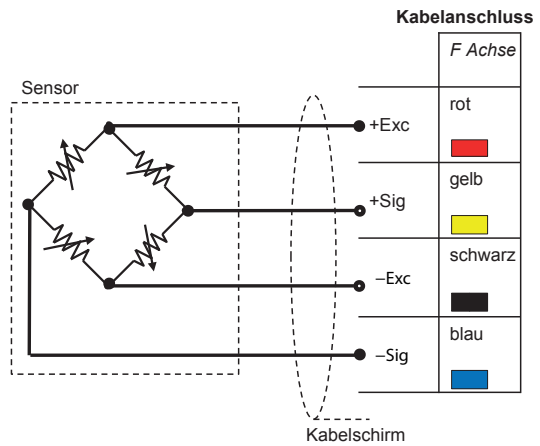 Kabelanschluss
F Achse
Sensor
+Exc
rot
+Sig
gelb
–Exc
schwarz
–Sig
blau
Kabelschirm